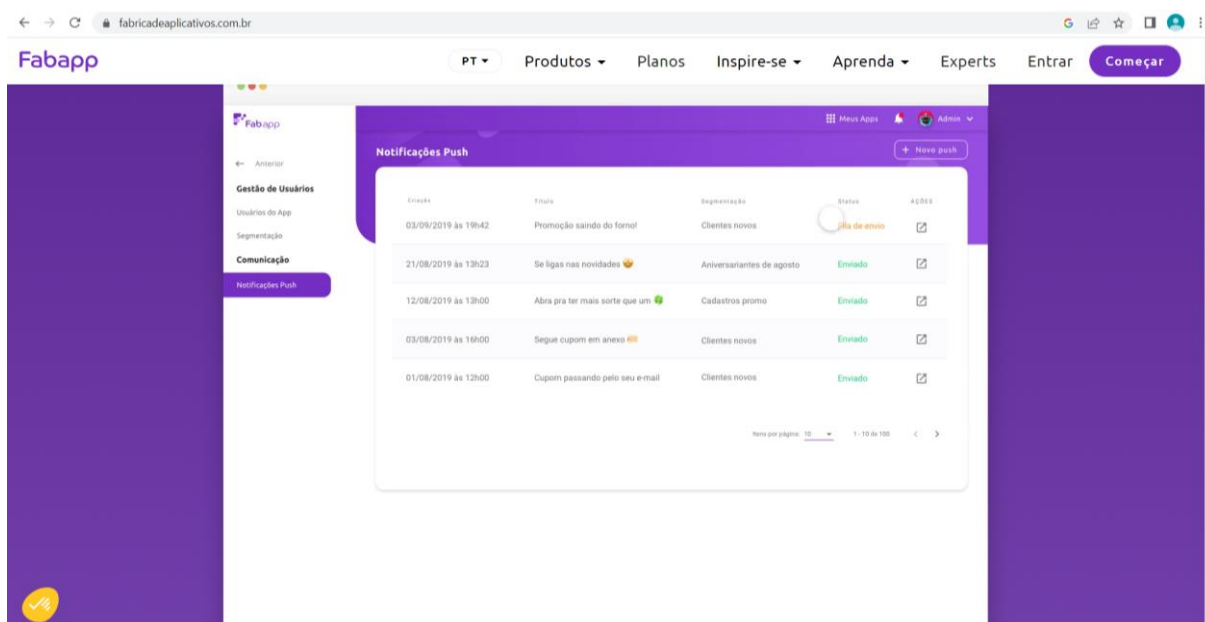 fabricadeaplicativos.com.br
Fabapp PT Produtos Planos Inspire-se Aprenda Experts Entrar Começar
Fabapp Meus Apps Admin
Notificações Push + Novo push
Anterior
Gestão de Usuários
Usuários do App
Segmentação
Comunicação
Notificações Push
Criação Título Segmentação Status AÇÕES
03/09/2019 às 19h42 Promoção saindo do forno! Clientes novos de envio
21/08/2019 às 13h23 Se ligas nas novidades 🤩 Aniversariantes de agosto Enviado
12/08/2019 às 13h00 Abra pra ter mais sorte que um 🍀 Cadastros promo Enviado
03/08/2019 às 16h00 Segue cupom em anexo 🎫 Clientes novos Enviado
01/08/2019 às 12h00 Cupom passando pelo seu e-mail Clientes novos Enviado
Itens por página: 10 1 - 10 de 100